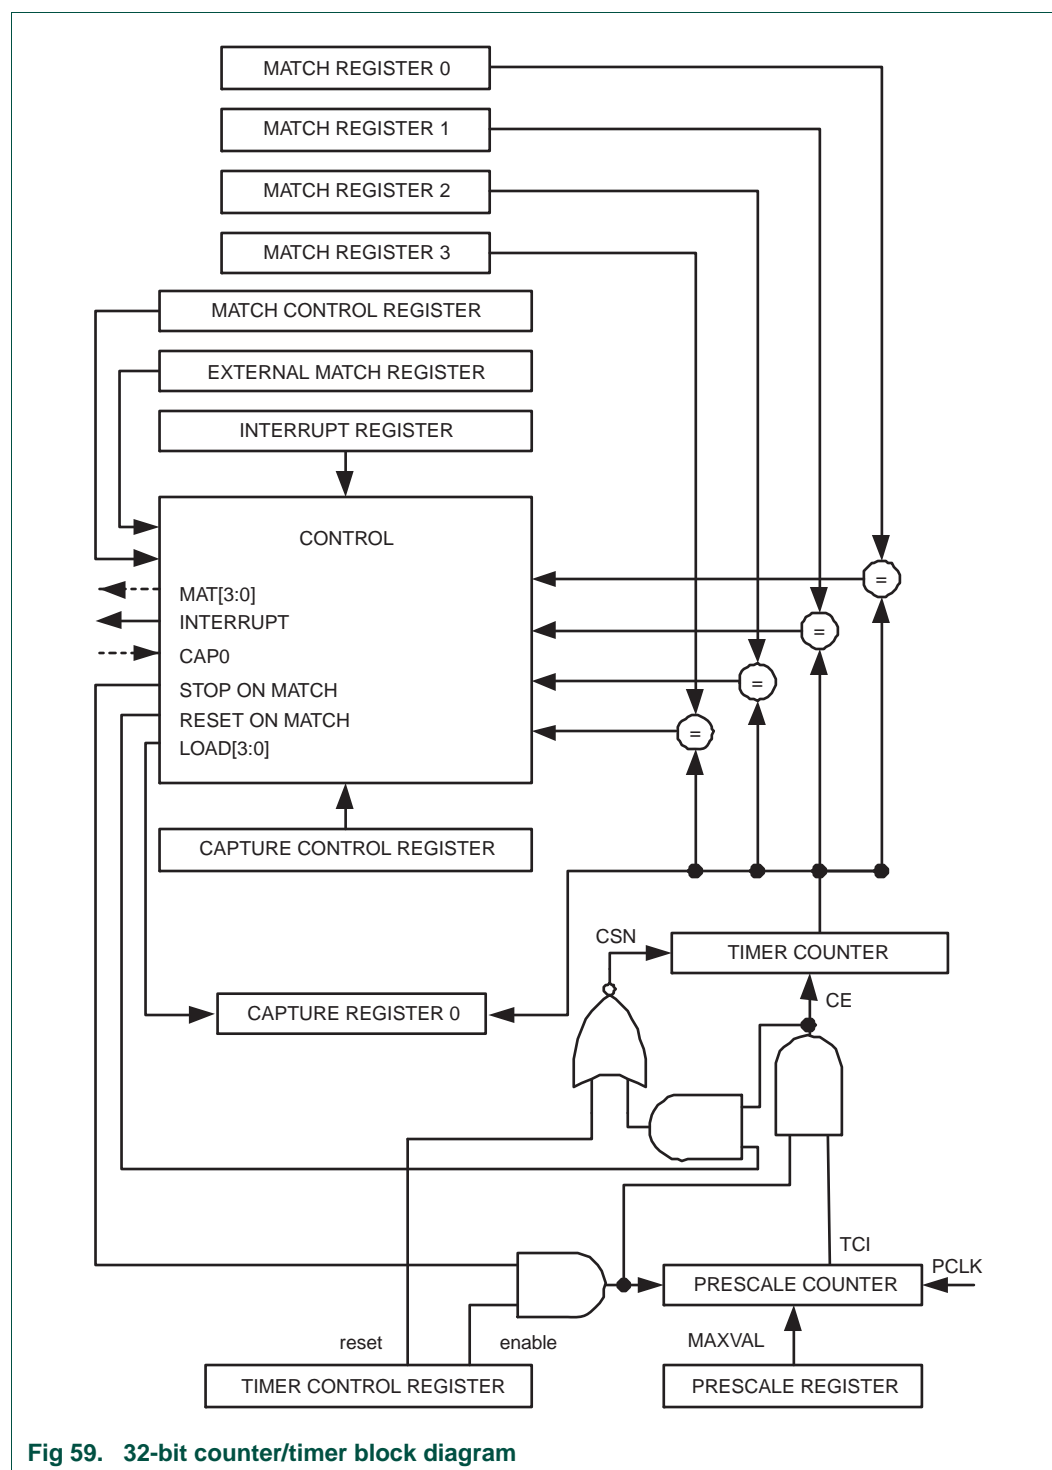 MATCH REGISTER 0
MATCH REGISTER 1
MATCH REGISTER 2
MATCH REGISTER 3
MATCH CONTROL REGISTER
EXTERNAL MATCH REGISTER
INTERRUPT REGISTER
CONTROL
=
=
=
=
MAT[3:0]
INTERRUPT
CAP0
STOP ON MATCH
RESET ON MATCH
LOAD[3:0]
CAPTURE CONTROL REGISTER
CSN
TIMER COUNTER
CE
CAPTURE REGISTER 0
TCI
PCLK
PRESCALE COUNTER
reset
enable
MAXVAL
TIMER CONTROL REGISTER
PRESCALE REGISTER
Fig 59. 32-bit counter/timer block diagram